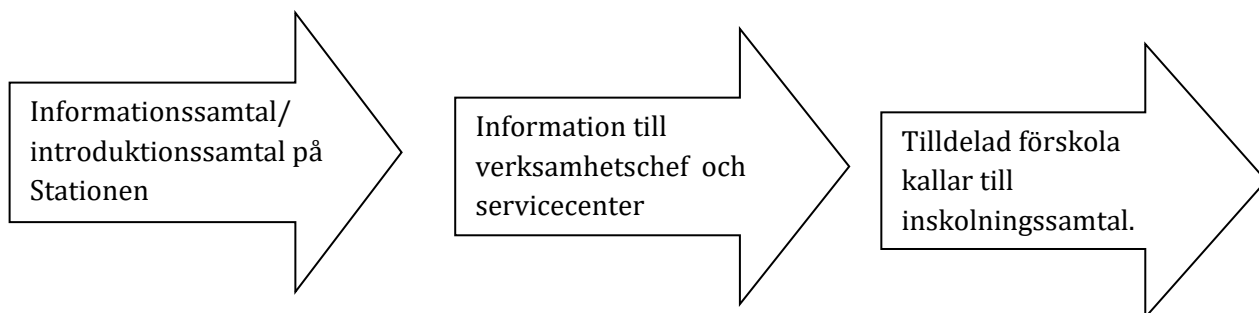 Informationssamtal/
introduktionssamtal på
Stationen
Information till
verksamhetschef och
servicecenter
Tilldelad förskola
kallar till
inskolningssamtal.